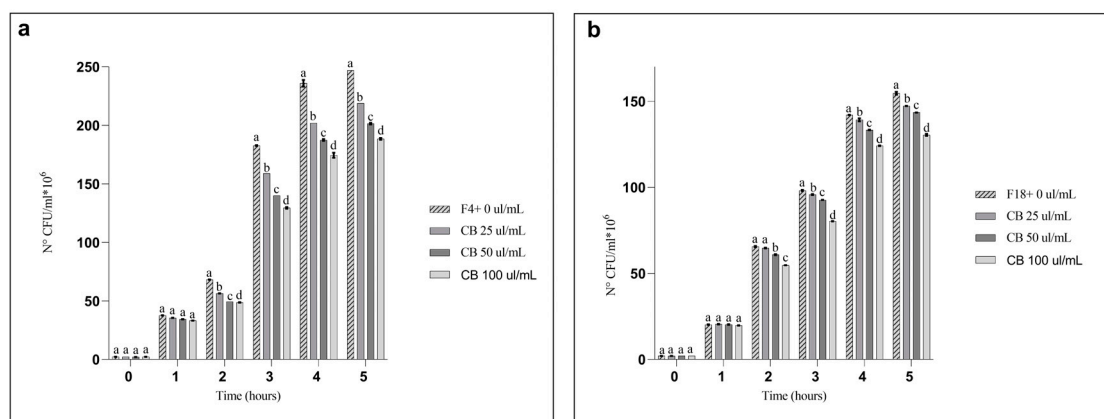 a
250
200
150
100
50
0
N° CFU/ml*10^6
a a a a
a a a a
a b c d
a b c d
a b c d
a b c d
0 1 2 3 4 5
Time (hours)
F4+ 0 ul/mL
CB 25 ul/mL
CB 50 ul/mL
CB 100 ul/mL
b
150
100
50
0
N° CFU/ml*10^6
a a a a
a a a a
a a b c
a b c d
a b c d
a b c d
0 1 2 3 4 5
Time (hours)
F18+ 0 ul/mL
CB 25 ul/mL
CB 50 ul/mL
CB 100 ul/mL